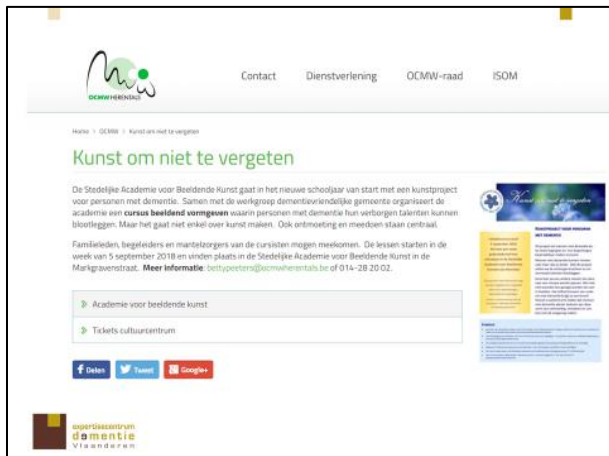 OCMW HERENTALS
Contact Dienstverlening OCMW-raad ISOM
Home > OCMW > Kunst om niet te vergeten
Kunst om niet te vergeten
De Stedelijke Academie voor Beeldende Kunst gaat in het nieuwe schooljaar van start met een kunstproject
voor personen met dementie. Samen met de werkgroep dementievriendelijke gemeente organiseert de
academie een cursus beeldend vormgeven waarin personen met dementie hun verborgen talenten kunnen
blootleggen. Maar het gaat niet enkel over kunst maken. Ook ontmoeting en meedoen staan centraal.
Familieleden, begeleiders en mantelzorgers van de cursisten mogen meekomen. De lessen starten in de
week van 5 september 2018 en vinden plaats in de Stedelijke Academie voor Beeldende Kunst in de
Markgravenstraat. Meer informatie: bettypeeters@ocmwherentals.be of 014-28 20 02.
Kunst om niet te vergeten
KUNSTPROJECT VOOR PERSONEN
MET DEMENTIE
Academie voor beeldende kunst
Tickets cultuurcentrum
Delen Tweet Google+
expertisecentrum
dementie
Vlaanderen